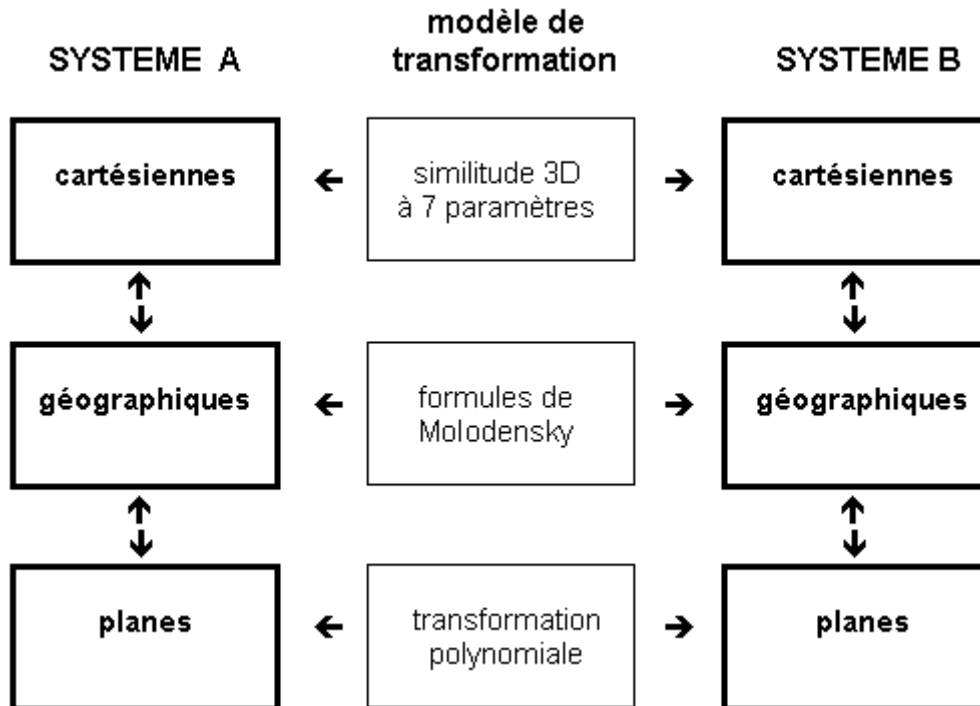 modèle de
SYSTEME A transformation SYSTEME B
cartésiennes
similitude 3D
à 7 paramètres
cartésiennes
géographiques
formules de
Molodensky
géographiques
planes
transformation
polynomiale
planes